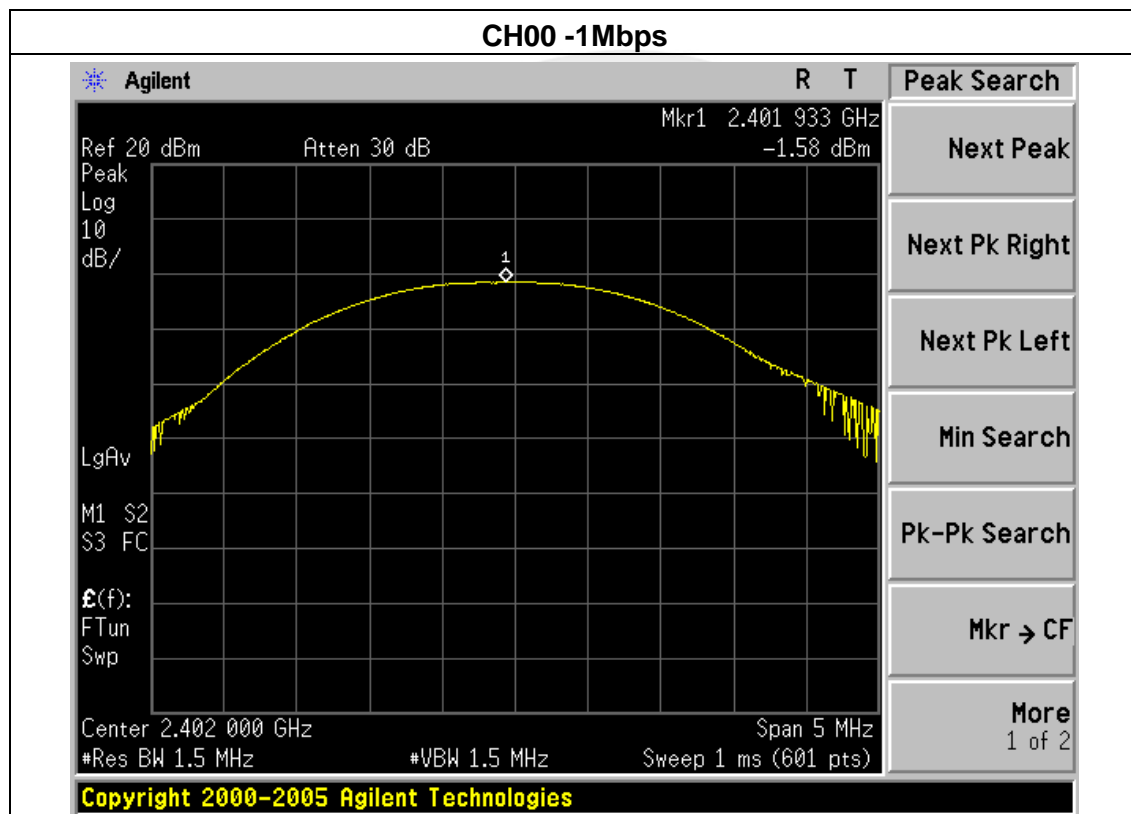 CH00 -1Mbps
Agilent R T Peak Search
Mkr1 2.401 933 GHz
Ref 20 dBm Atten 30 dB -1.58 dBm
Peak
Log
10
dB/
1
LgAv
M1 S2
S3 FC
£(f):
FTun
Swp
Center 2.402 000 GHz Span 5 MHz
#Res BW 1.5 MHz #VBW 1.5 MHz Sweep 1 ms (601 pts)
Copyright 2000-2005 Agilent Technologies
Next Peak
Next Pk Right
Next Pk Left
Min Search
Pk-Pk Search
Mkr → CF
More
1 of 2